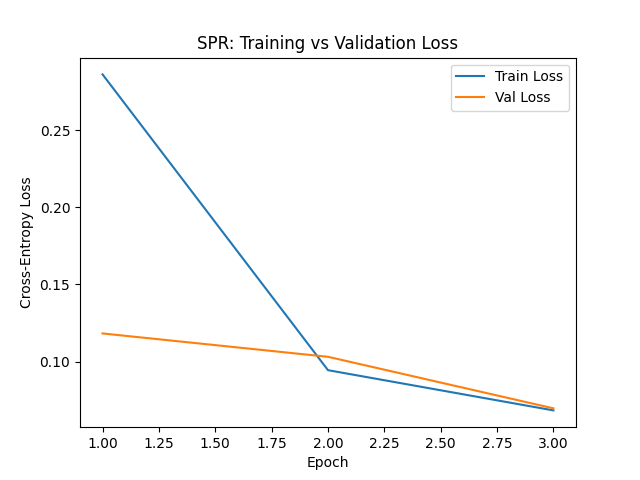 SPR: Training vs Validation Loss
Train Loss
Val Loss
Cross-Entropy Loss
0.25
0.20
0.15
0.10
1.00 1.25 1.50 1.75 2.00 2.25 2.50 2.75 3.00
Epoch